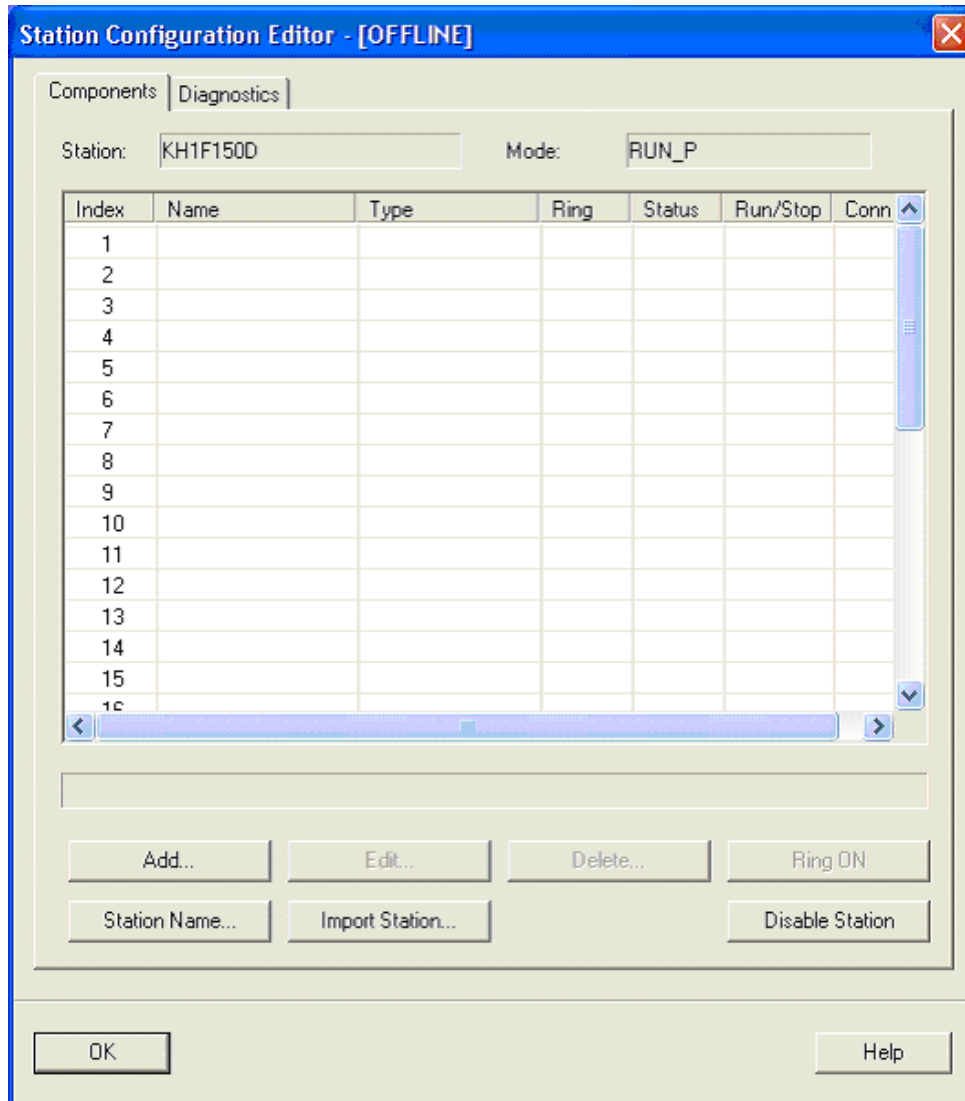 Station Configuration Editor - [OFFLINE]
Components Diagnostics
Station: KH1F150D Mode: RUN_P
Index Name Type Ring Status Run/Stop Conn
1
2
3
4
5
6
7
8
9
10
11
12
13
14
15
16
Add... Edit... Delete... Ring ON
Station Name... Import Station... Disable Station
OK Help